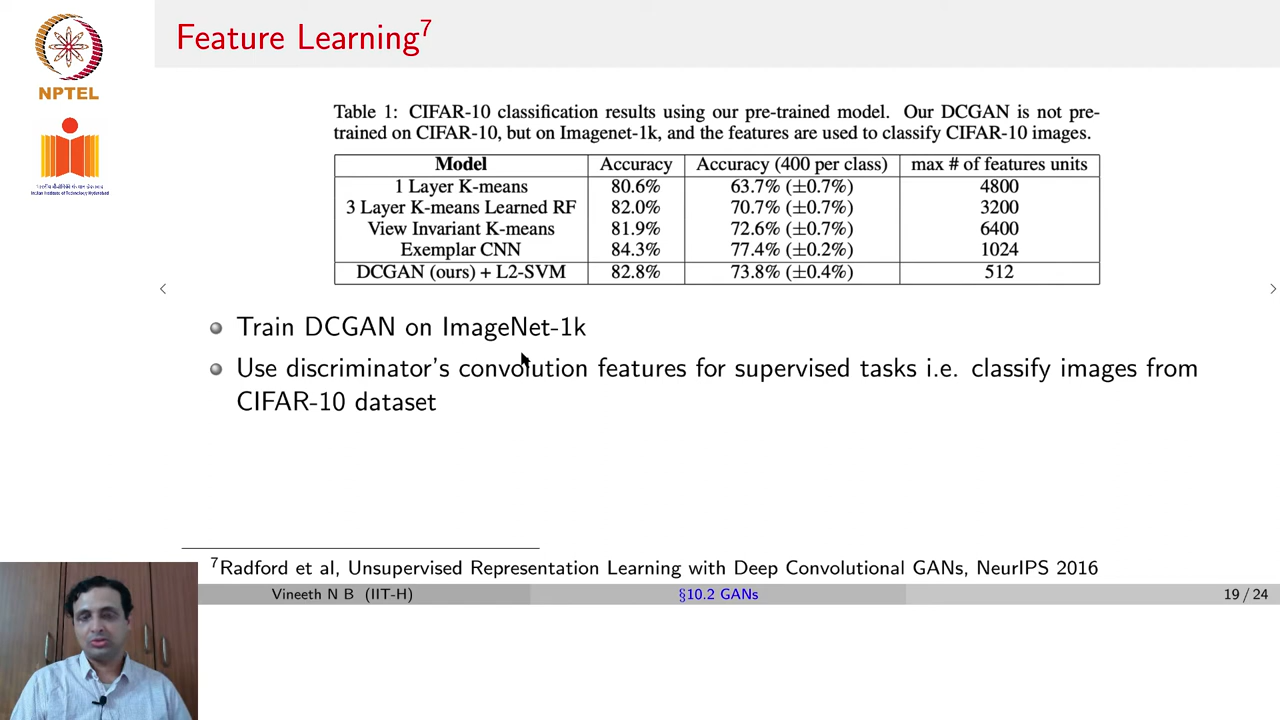 Feature Learning7
NPTEL
Table 1: CIFAR-10 classification results using our pre-trained model. Our DCGAN is not pre-
trained on CIFAR-10, but on Imagenet-1k, and the features are used to classify CIFAR-10 images.
Model Accuracy Accuracy (400 per class) max # of features units
1 Layer K-means 80.6% 63.7% (±0.7%) 4800
3 Layer K-means Learned RF 82.0% 70.7% (±0.7%) 3200
View Invariant K-means 81.9% 72.6% (±0.7%) 6400
Exemplar CNN 84.3% 77.4% (±0.2%) 1024
DCGAN (ours) + L2-SVM 82.8% 73.8% (±0.4%) 512
Train DCGAN on ImageNet-1k
Use discriminator's convolution features for supervised tasks i.e. classify images from
CIFAR-10 dataset
7Radford et al, Unsupervised Representation Learning with Deep Convolutional GANs, NeurIPS 2016
Vineeth N B (IIT-H) §10.2 GANs 19 / 24